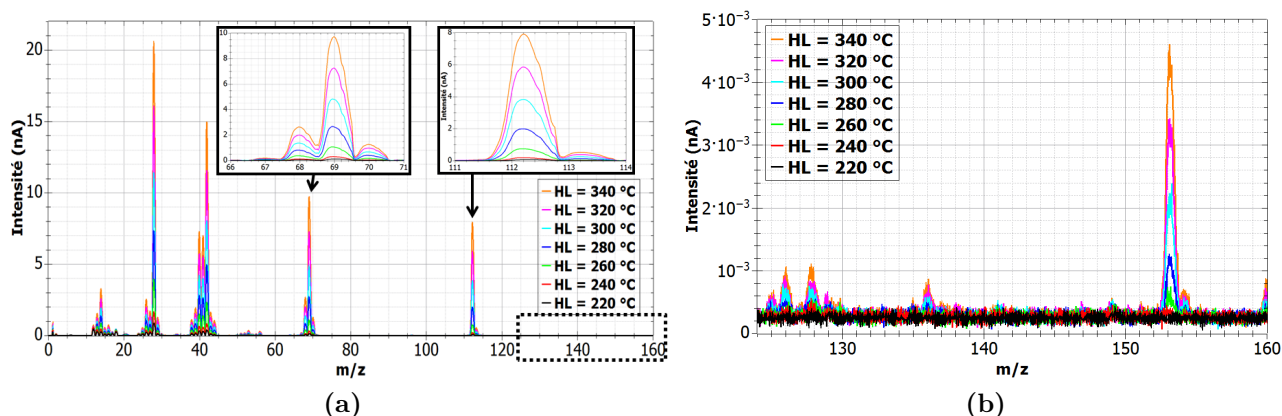 Intensité (nA)
20
15
10
5
0
0 20 40 60 80 100 120 140 160
m/z
10
8
6
4
2
0
66 67 68 69 70 71
Intensité (nA)
8
6
4
2
0
111 112 113 114
HL = 340 °C
HL = 320 °C
HL = 300 °C
HL = 280 °C
HL = 260 °C
HL = 240 °C
HL = 220 °C
(a)
Intensité (nA)
5·10⁻³
4·10⁻³
3·10⁻³
2·10⁻³
10⁻³
0
130 140 150 160
m/z
HL = 340 °C
HL = 320 °C
HL = 300 °C
HL = 280 °C
HL = 260 °C
HL = 240 °C
HL = 220 °C
(b)